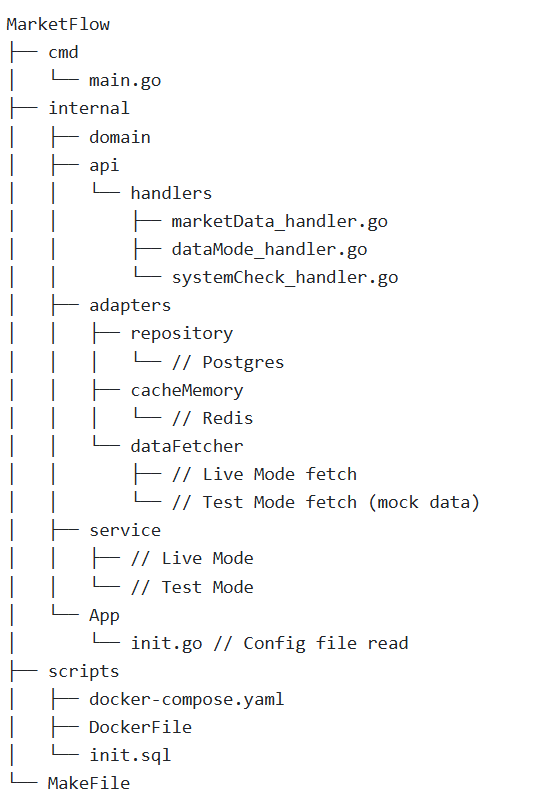 MarketFlow
├── cmd
│   └── main.go
├── internal
│   ├── domain
│   ├── api
│   │   └── handlers
│   │       ├── marketData_handler.go
│   │       ├── dataMode_handler.go
│   │       └── systemCheck_handler.go
│   ├── adapters
│   │   ├── repository
│   │   │   └── // Postgres
│   │   ├── cacheMemory
│   │   │   └── // Redis
│   │   └── dataFetcher
│   │       ├── // Live Mode fetch
│   │       └── // Test Mode fetch (mock data)
│   ├── service
│   │   ├── // Live Mode
│   │   └── // Test Mode
│   └── App
│       └── init.go // Config file read
├── scripts
│   ├── docker-compose.yaml
│   ├── DockerFile
│   └── init.sql
└── MakeFile